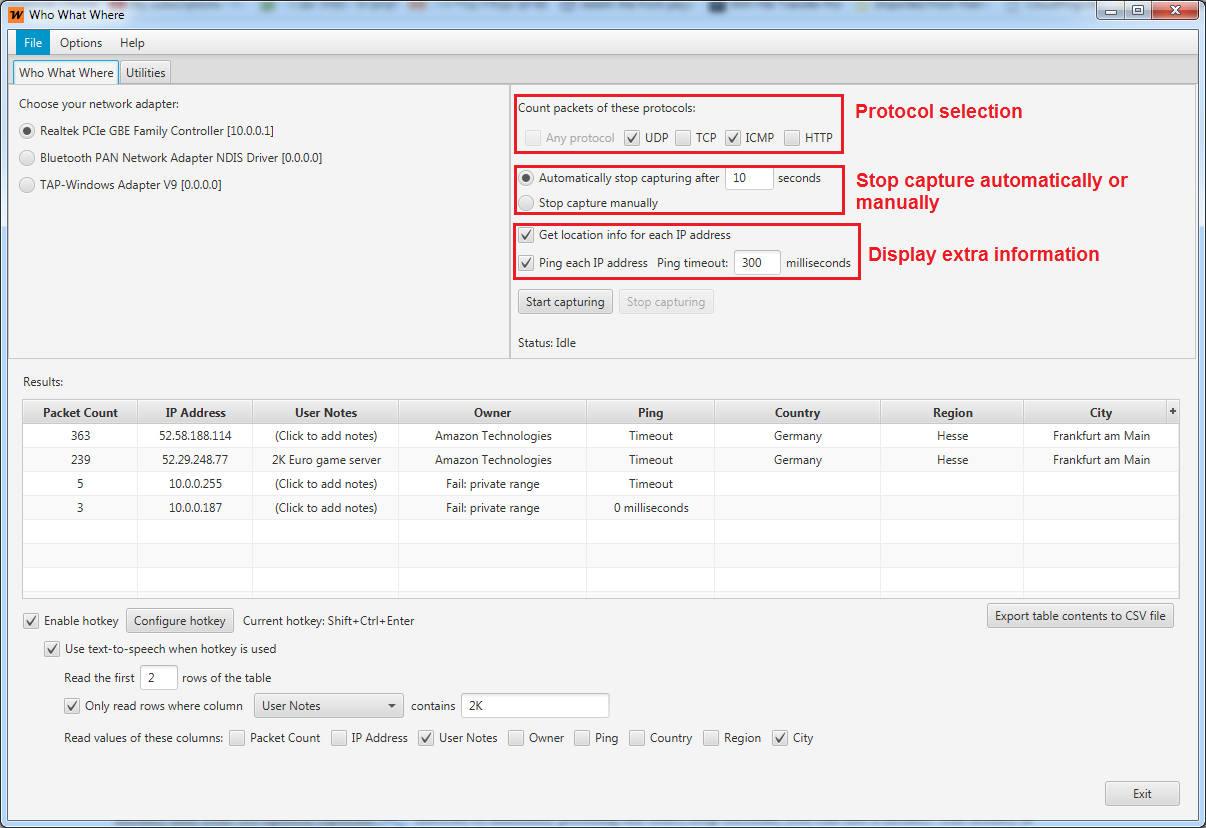 Who What Where
File Options Help
Who What Where Utilities
Choose your network adapter:
Realtek PCIe GBE Family Controller [10.0.0.1]
Bluetooth PAN Network Adapter NDIS Driver [0.0.0.0]
TAP-Windows Adapter V9 [0.0.0.0]
Count packets of these protocols:
Any protocol UDP TCP ICMP HTTP
Protocol selection
Automatically stop capturing after 10 seconds
Stop capture manually
Stop capture automatically or
manually
Get location info for each IP address
Ping each IP address Ping timeout: 300 milliseconds
Display extra information
Start capturing Stop capturing
Status: Idle
Results:
Packet Count IP Address User Notes Owner Ping Country Region City +
363 52.58.188.114 (Click to add notes) Amazon Technologies Timeout Germany Hesse Frankfurt am Main
239 52.29.248.77 2K Euro game server Amazon Technologies Timeout Germany Hesse Frankfurt am Main
5 10.0.0.255 (Click to add notes) Fail: private range Timeout
3 10.0.0.187 (Click to add notes) Fail: private range 0 milliseconds
Enable hotkey Configure hotkey Current hotkey: Shift+Ctrl+Enter Export table contents to CSV file
Use text-to-speech when hotkey is used
Read the first 2 rows of the table
Only read rows where column User Notes contains 2K
Read values of these columns: Packet Count IP Address User Notes Owner Ping Country Region City
Exit